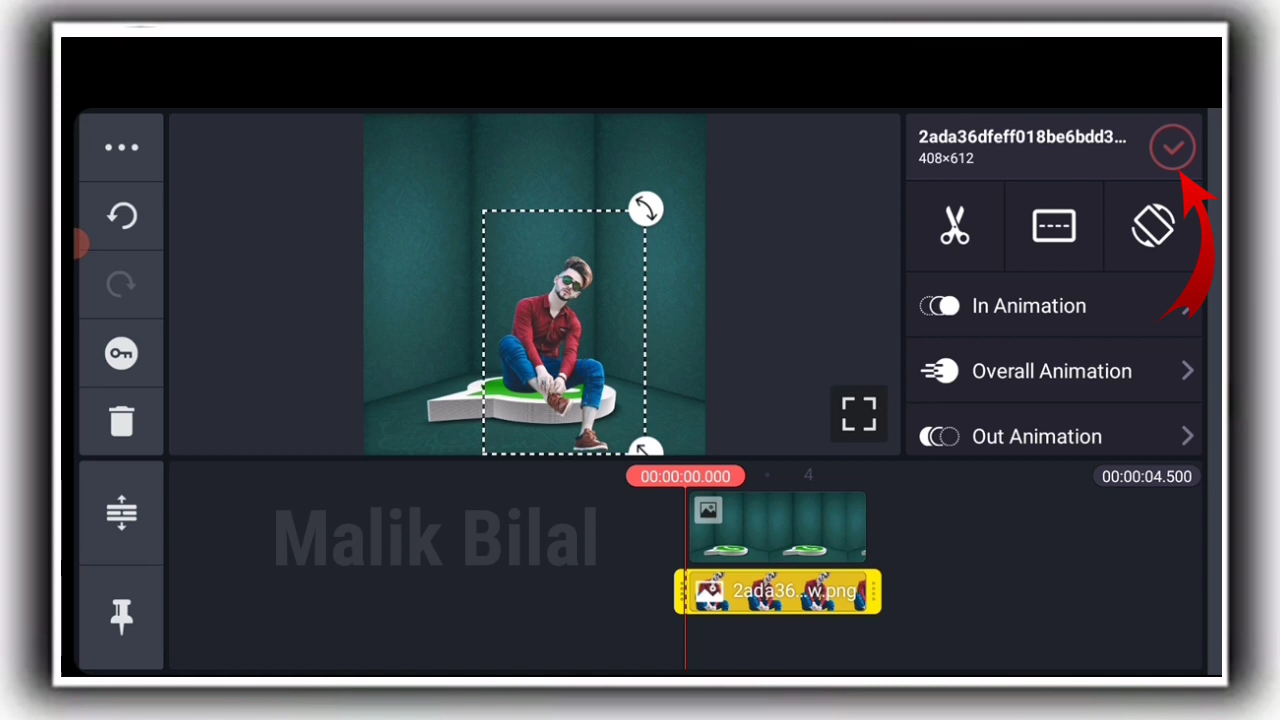 2ada36dfeff018be6bdd3...
408×612
In Animation
Overall Animation
Out Animation
00:00:00.000
4
00:00:04.500
Malik Bilal
2ada36...w.png